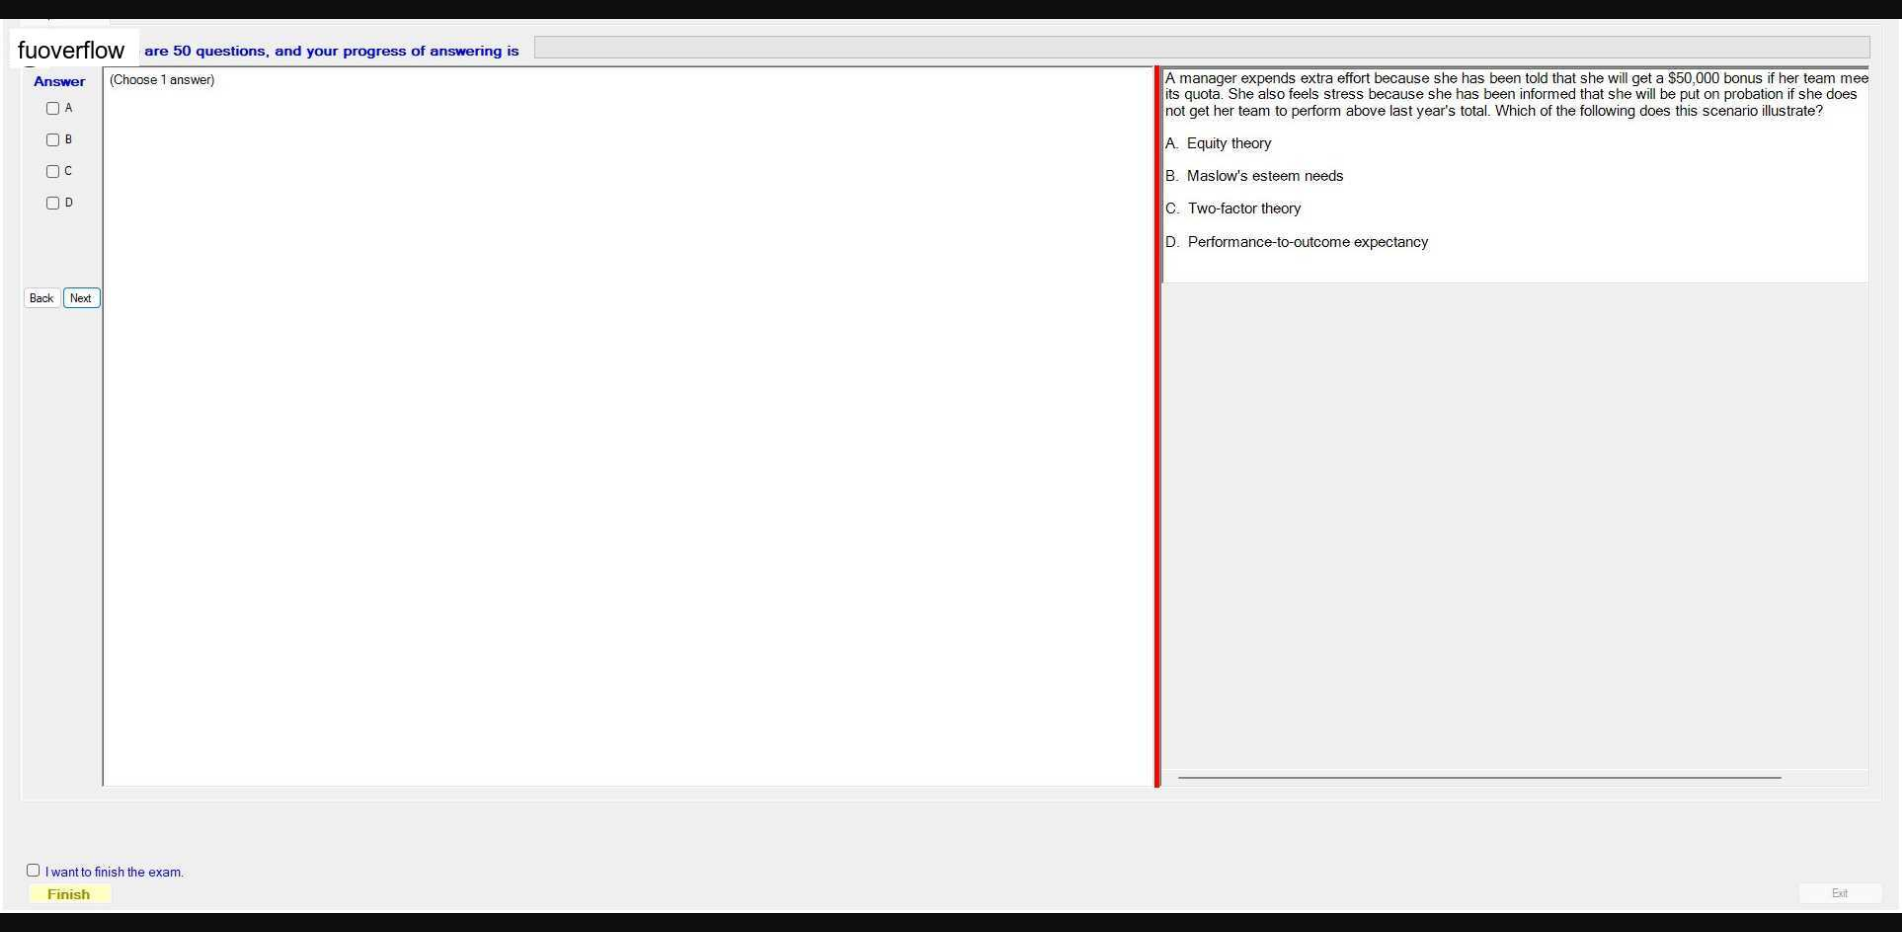 fuoverflow are 50 questions, and your progress of answering is
Answer
(Choose 1 answer)
A
B
C
D
Back Next
A manager expends extra effort because she has been told that she will get a $50,000 bonus if her team mee
its quota. She also feels stress because she has been informed that she will be put on probation if she does
not get her team to perform above last year's total. Which of the following does this scenario illustrate?
A. Equity theory
B. Maslow's esteem needs
C. Two-factor theory
D. Performance-to-outcome expectancy
I want to finish the exam.
Finish
Exit